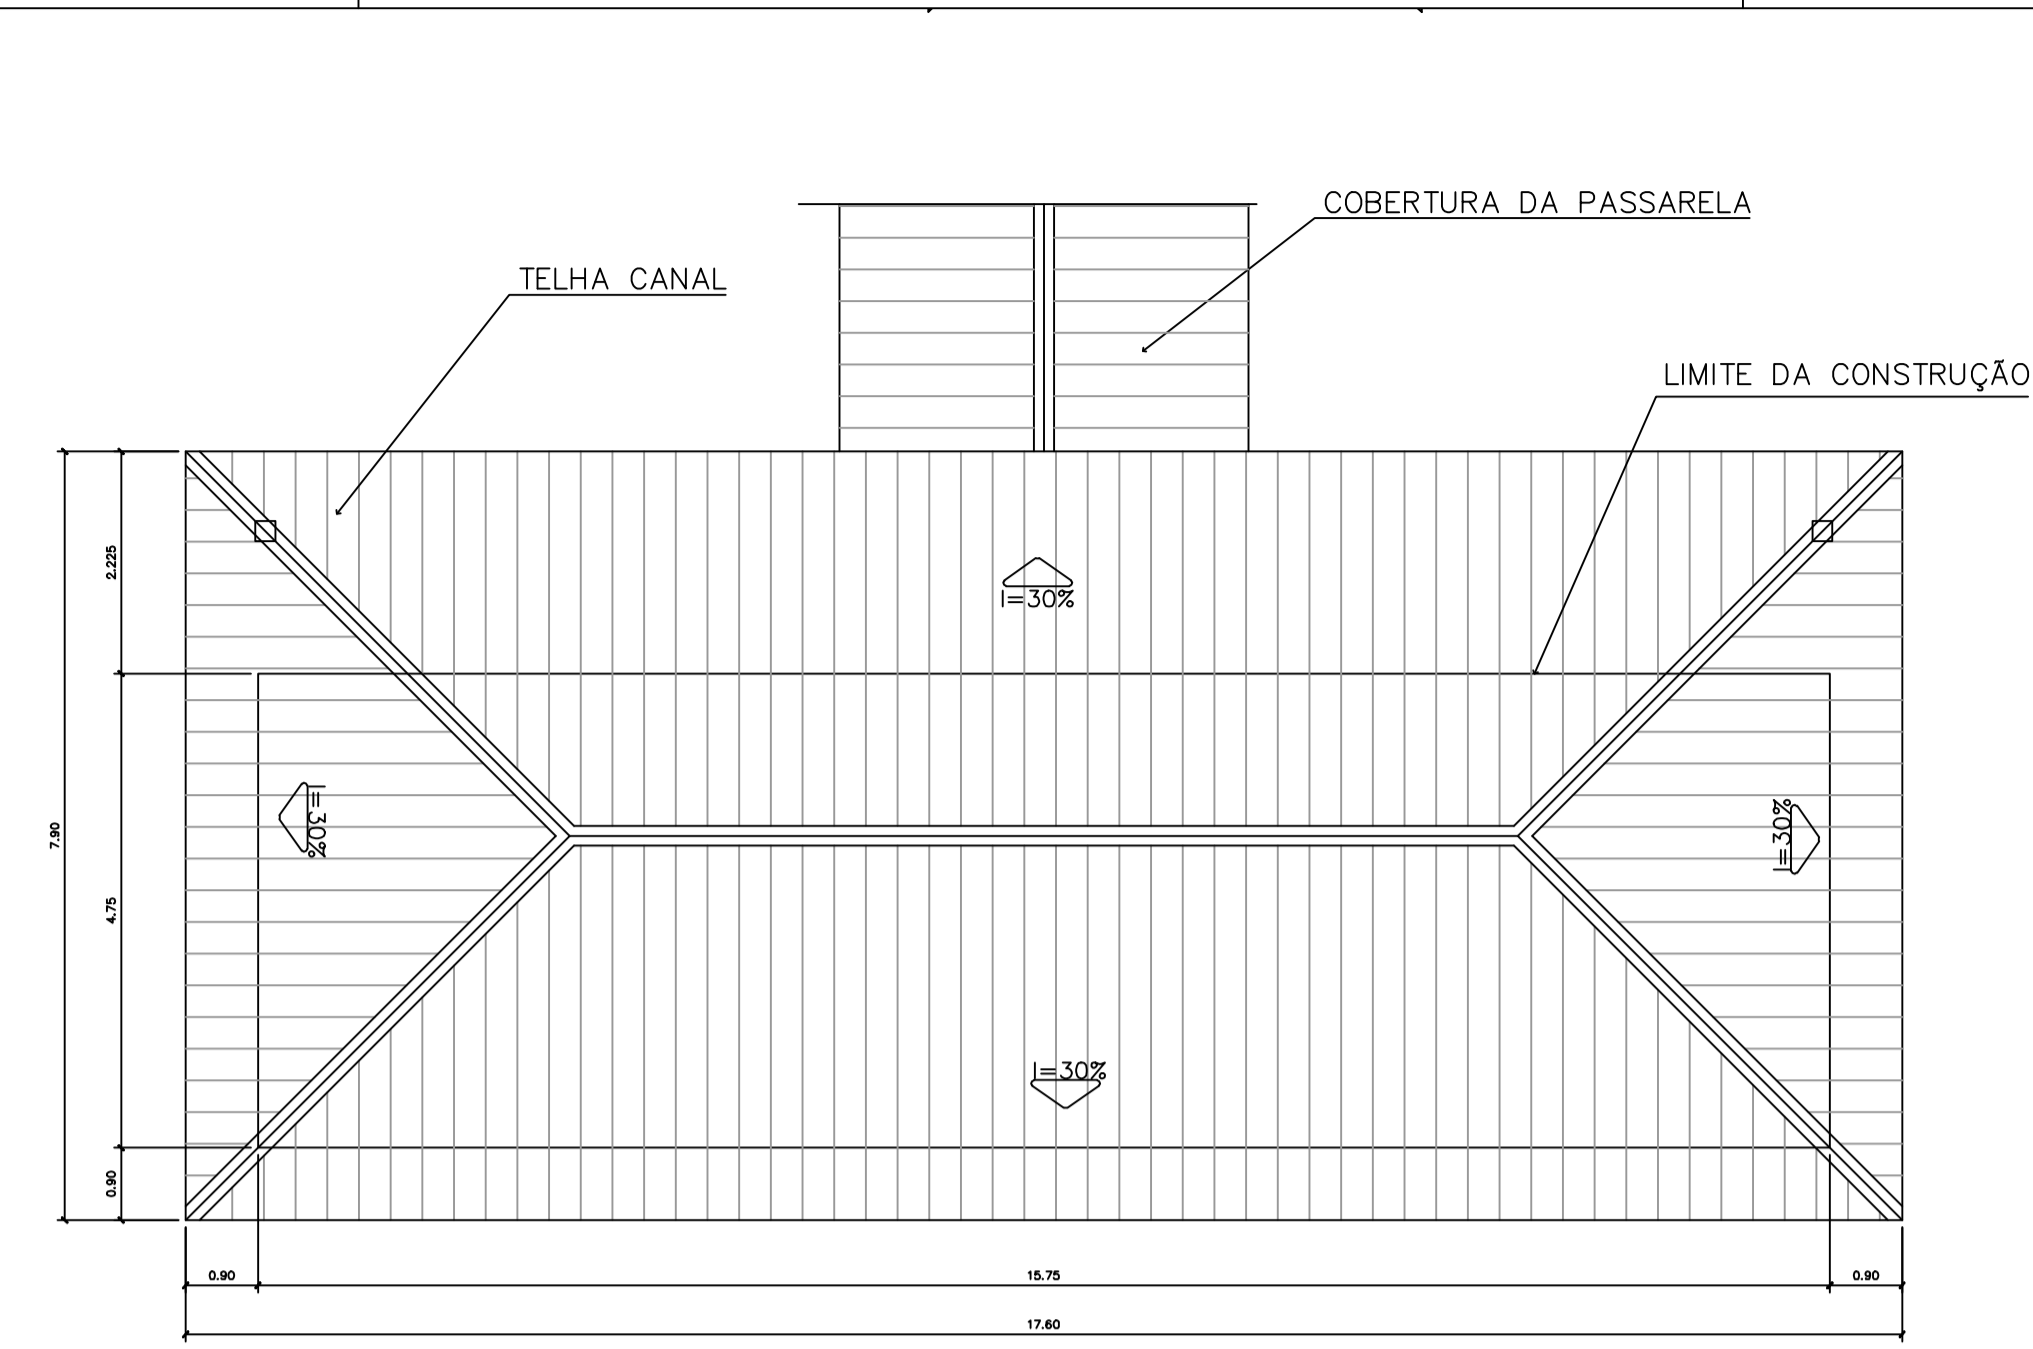 COBERTURA DA PASSARELA
TELHA CANAL
LIMITE DA CONSTRUÇÃO
2.225
I=30%
7.90
4.75
I=30%
I=30%
I=30%
0.90
0.90
15.75
0.90
17.60